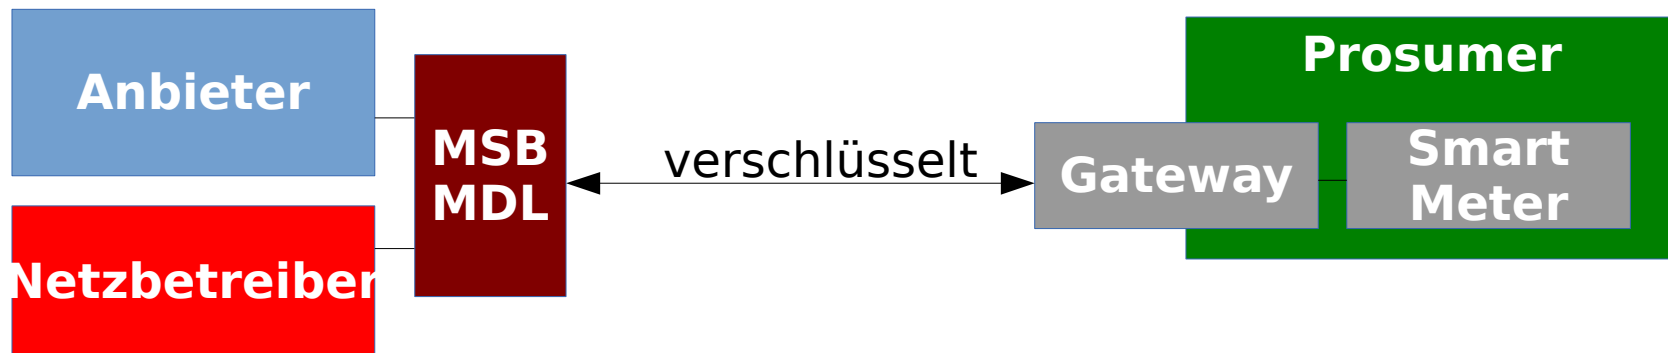 Anbieter
Netzbetreiber
MSB
MDL
verschlüsselt
Prosumer
Gateway
Smart
Meter